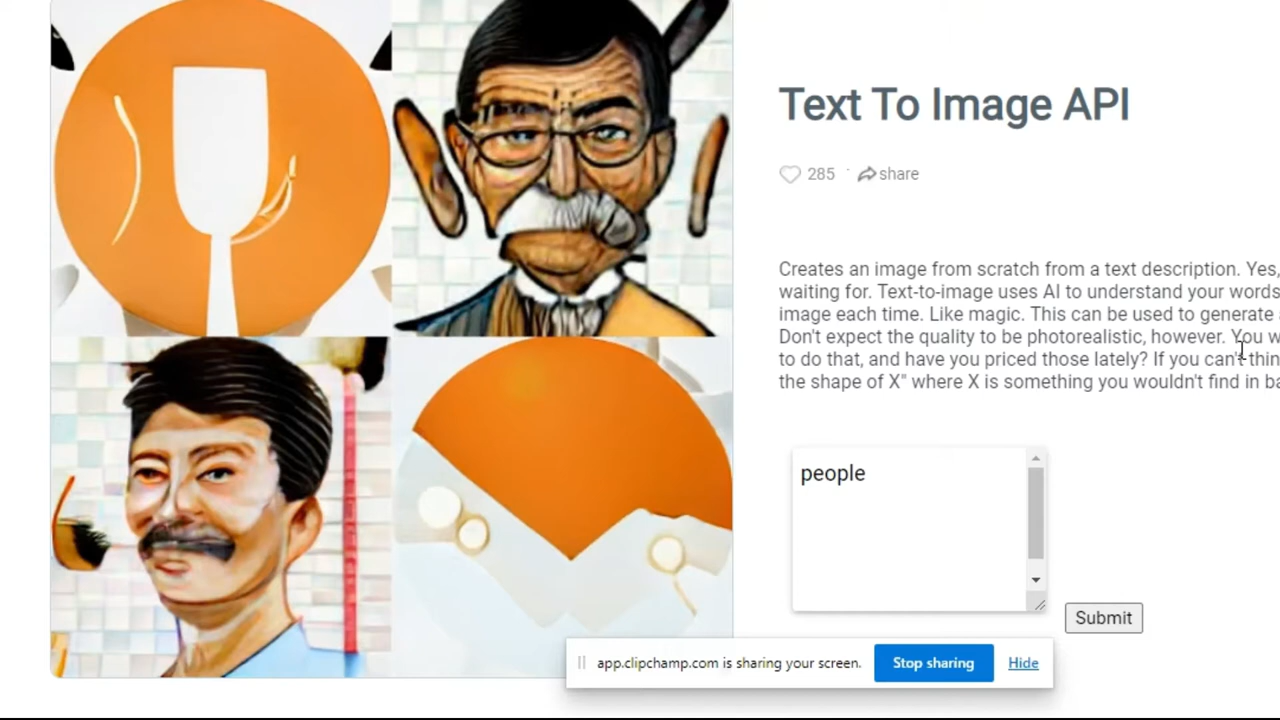 Text To Image API
285
share
Creates an image from scratch from a text description. Yes,
waiting for. Text-to-image uses AI to understand your words
image each time. Like magic. This can be used to generate
Don't expect the quality to be photorealistic, however. You
to do that, and have you priced those lately? If you can't
the shape of X" where X is something you wouldn't find in
people
Submit
app.clipchamp.com is sharing your screen.
Stop sharing
Hide